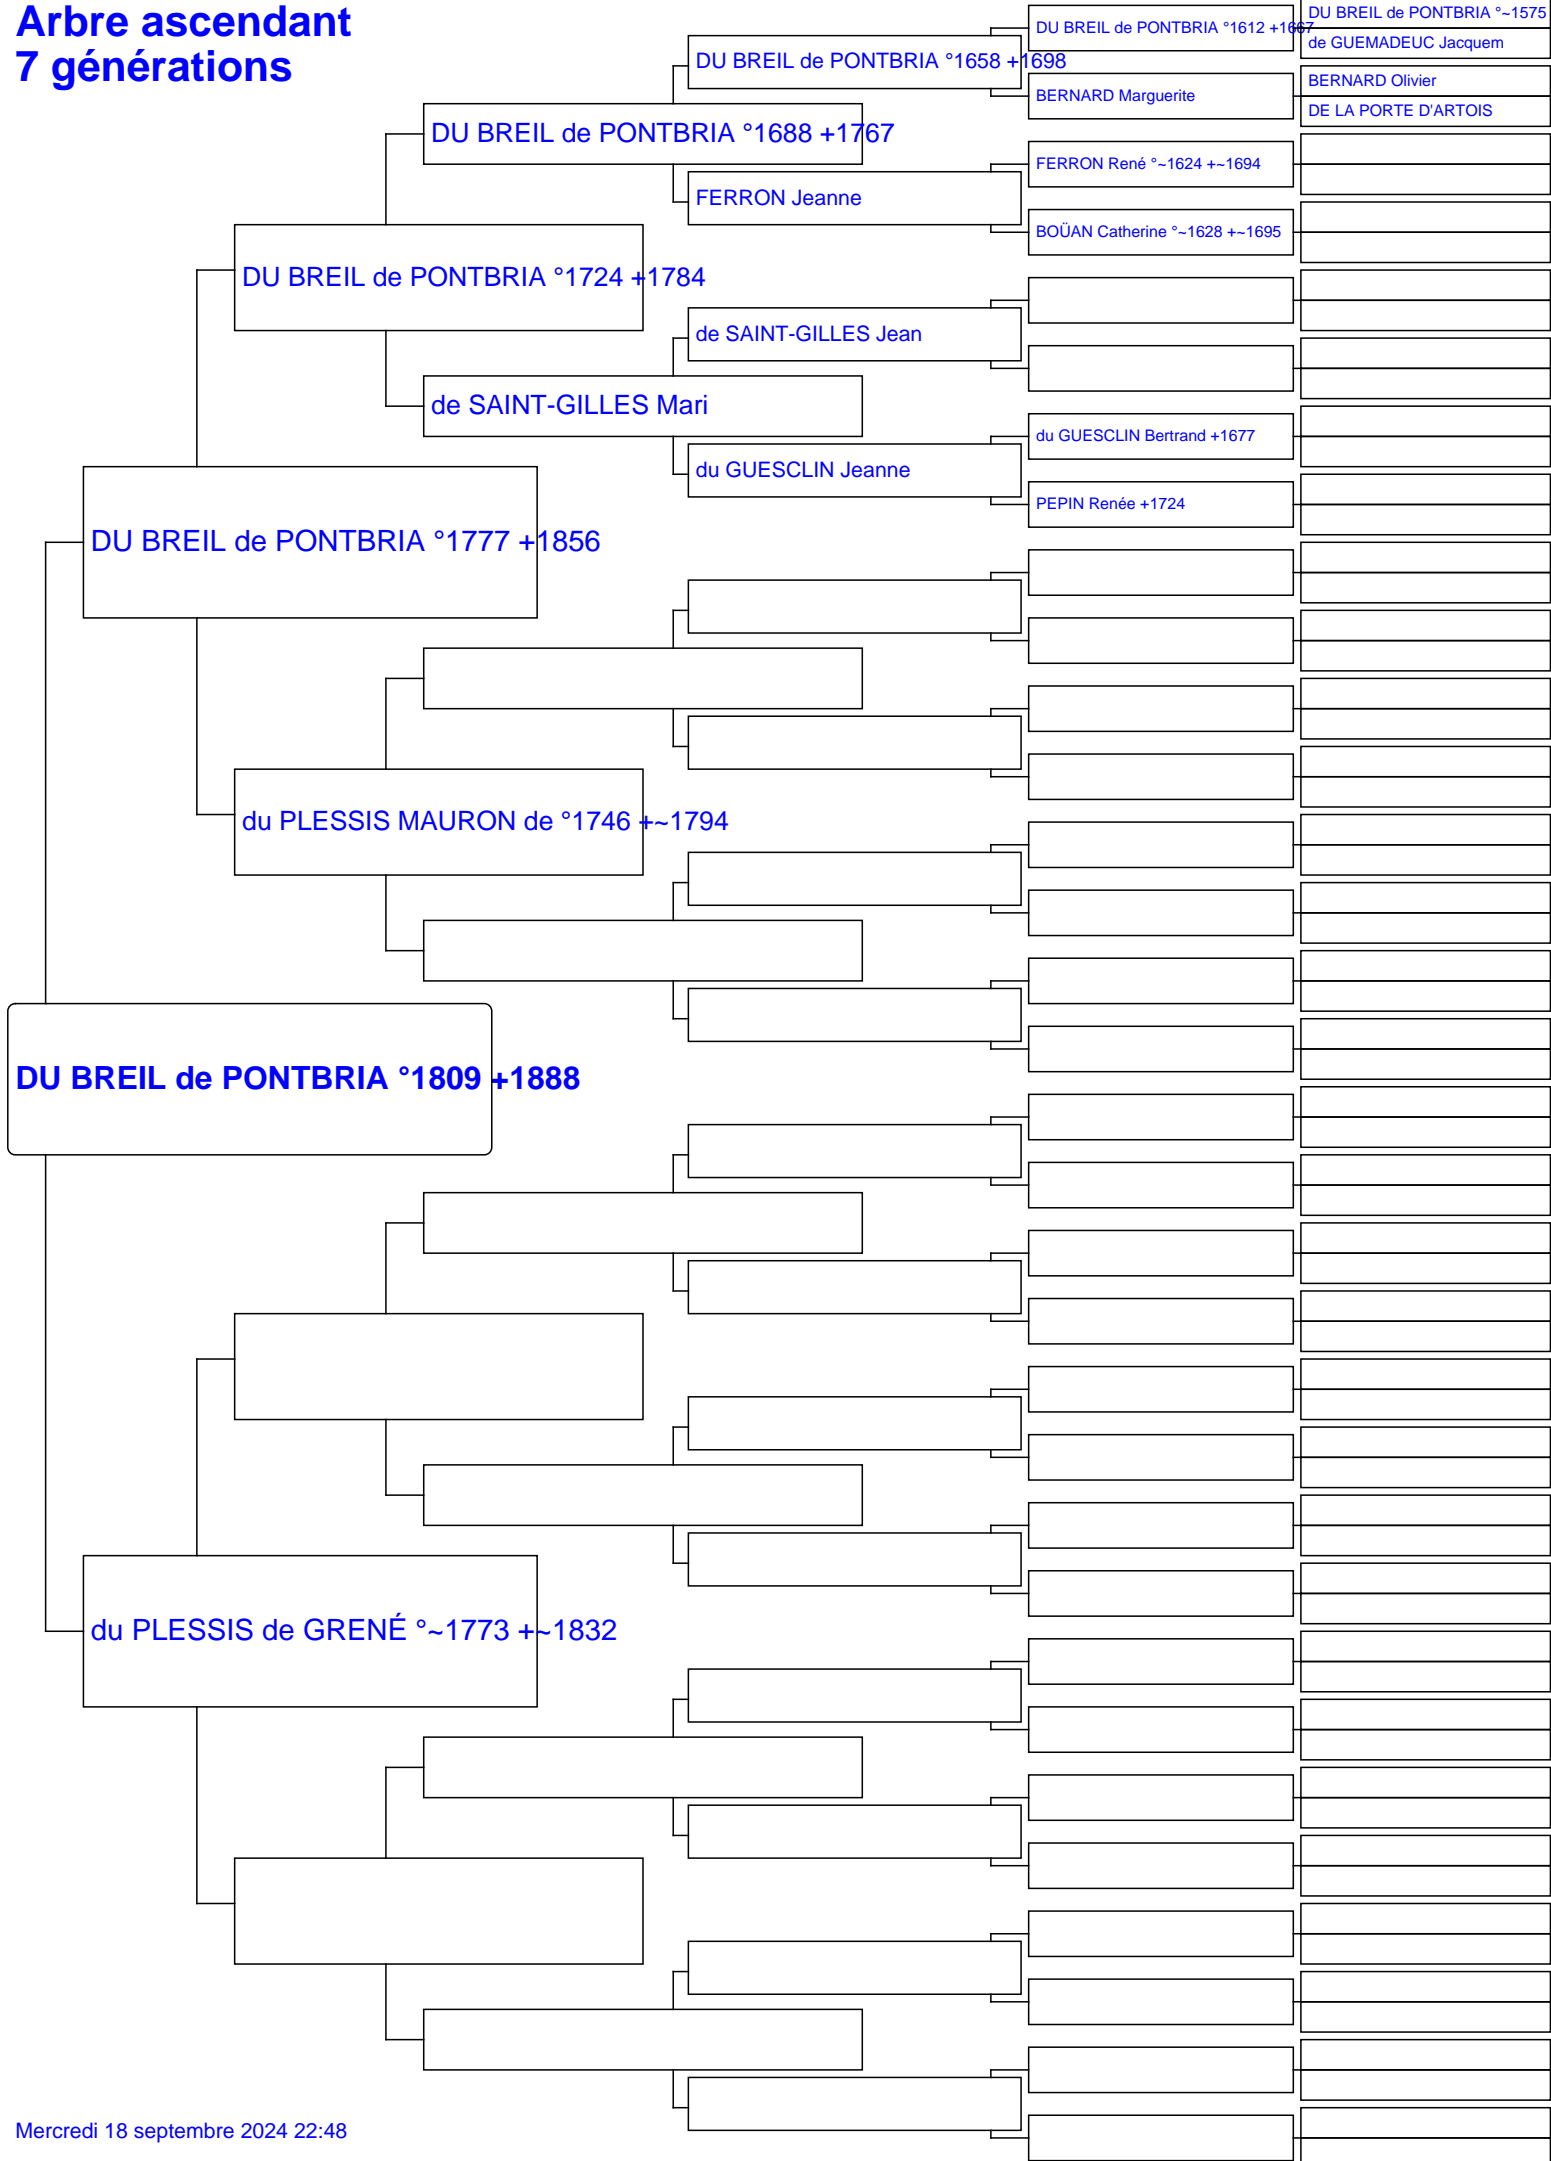 Arbre ascendant
7 générations
DU BREIL de PONTBRIA °~1575
DU BREIL de PONTBRIA °1612 +1667
de GUEMADEUC Jacquem
DU BREIL de PONTBRIA °1658 +1698
BERNARD Olivier
BERNARD Marguerite
DE LA PORTE D'ARTOIS
DU BREIL de PONTBRIA °1688 +1767
FERRON René °~1624 +~1694
FERRON Jeanne
BOÜAN Catherine °~1628 +~1695
DU BREIL de PONTBRIA °1724 +1784
de SAINT-GILLES Jean
de SAINT-GILLES Mari
du GUESCLIN Bertrand +1677
du GUESCLIN Jeanne
PEPIN Renée +1724
DU BREIL de PONTBRIA °1777 +1856
du PLESSIS MAURON de °1746 +~1794
DU BREIL de PONTBRIA °1809 +1888
du PLESSIS de GRENÉ °~1773 +~1832
Mercredi 18 septembre 2024 22:48